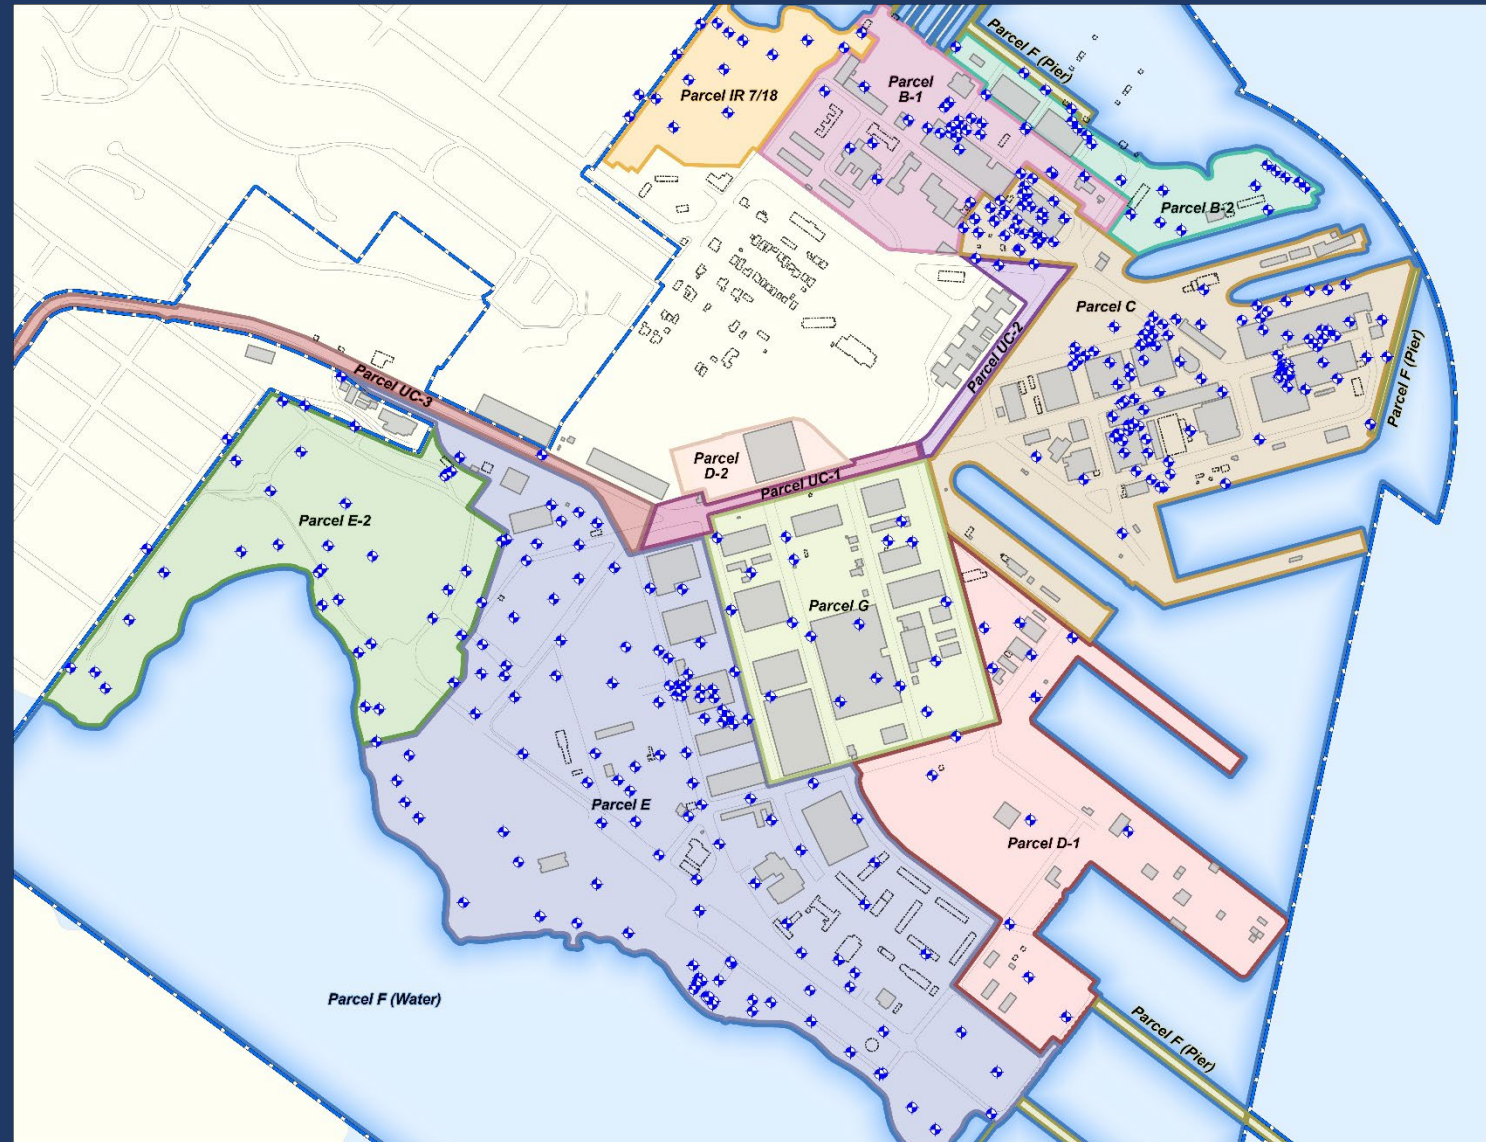 Parcel F (Pier)
Parcel
B-1
Parcel IR 7/18
Parcel B-2
Parcel C
Parcel UC-2
Parcel F (Pier)
Parcel UC-3
Parcel
D-2
Parcel UC-1
Parcel E-2
Parcel G
Parcel E
Parcel D-1
Parcel F (Water)
Parcel F (Pier)